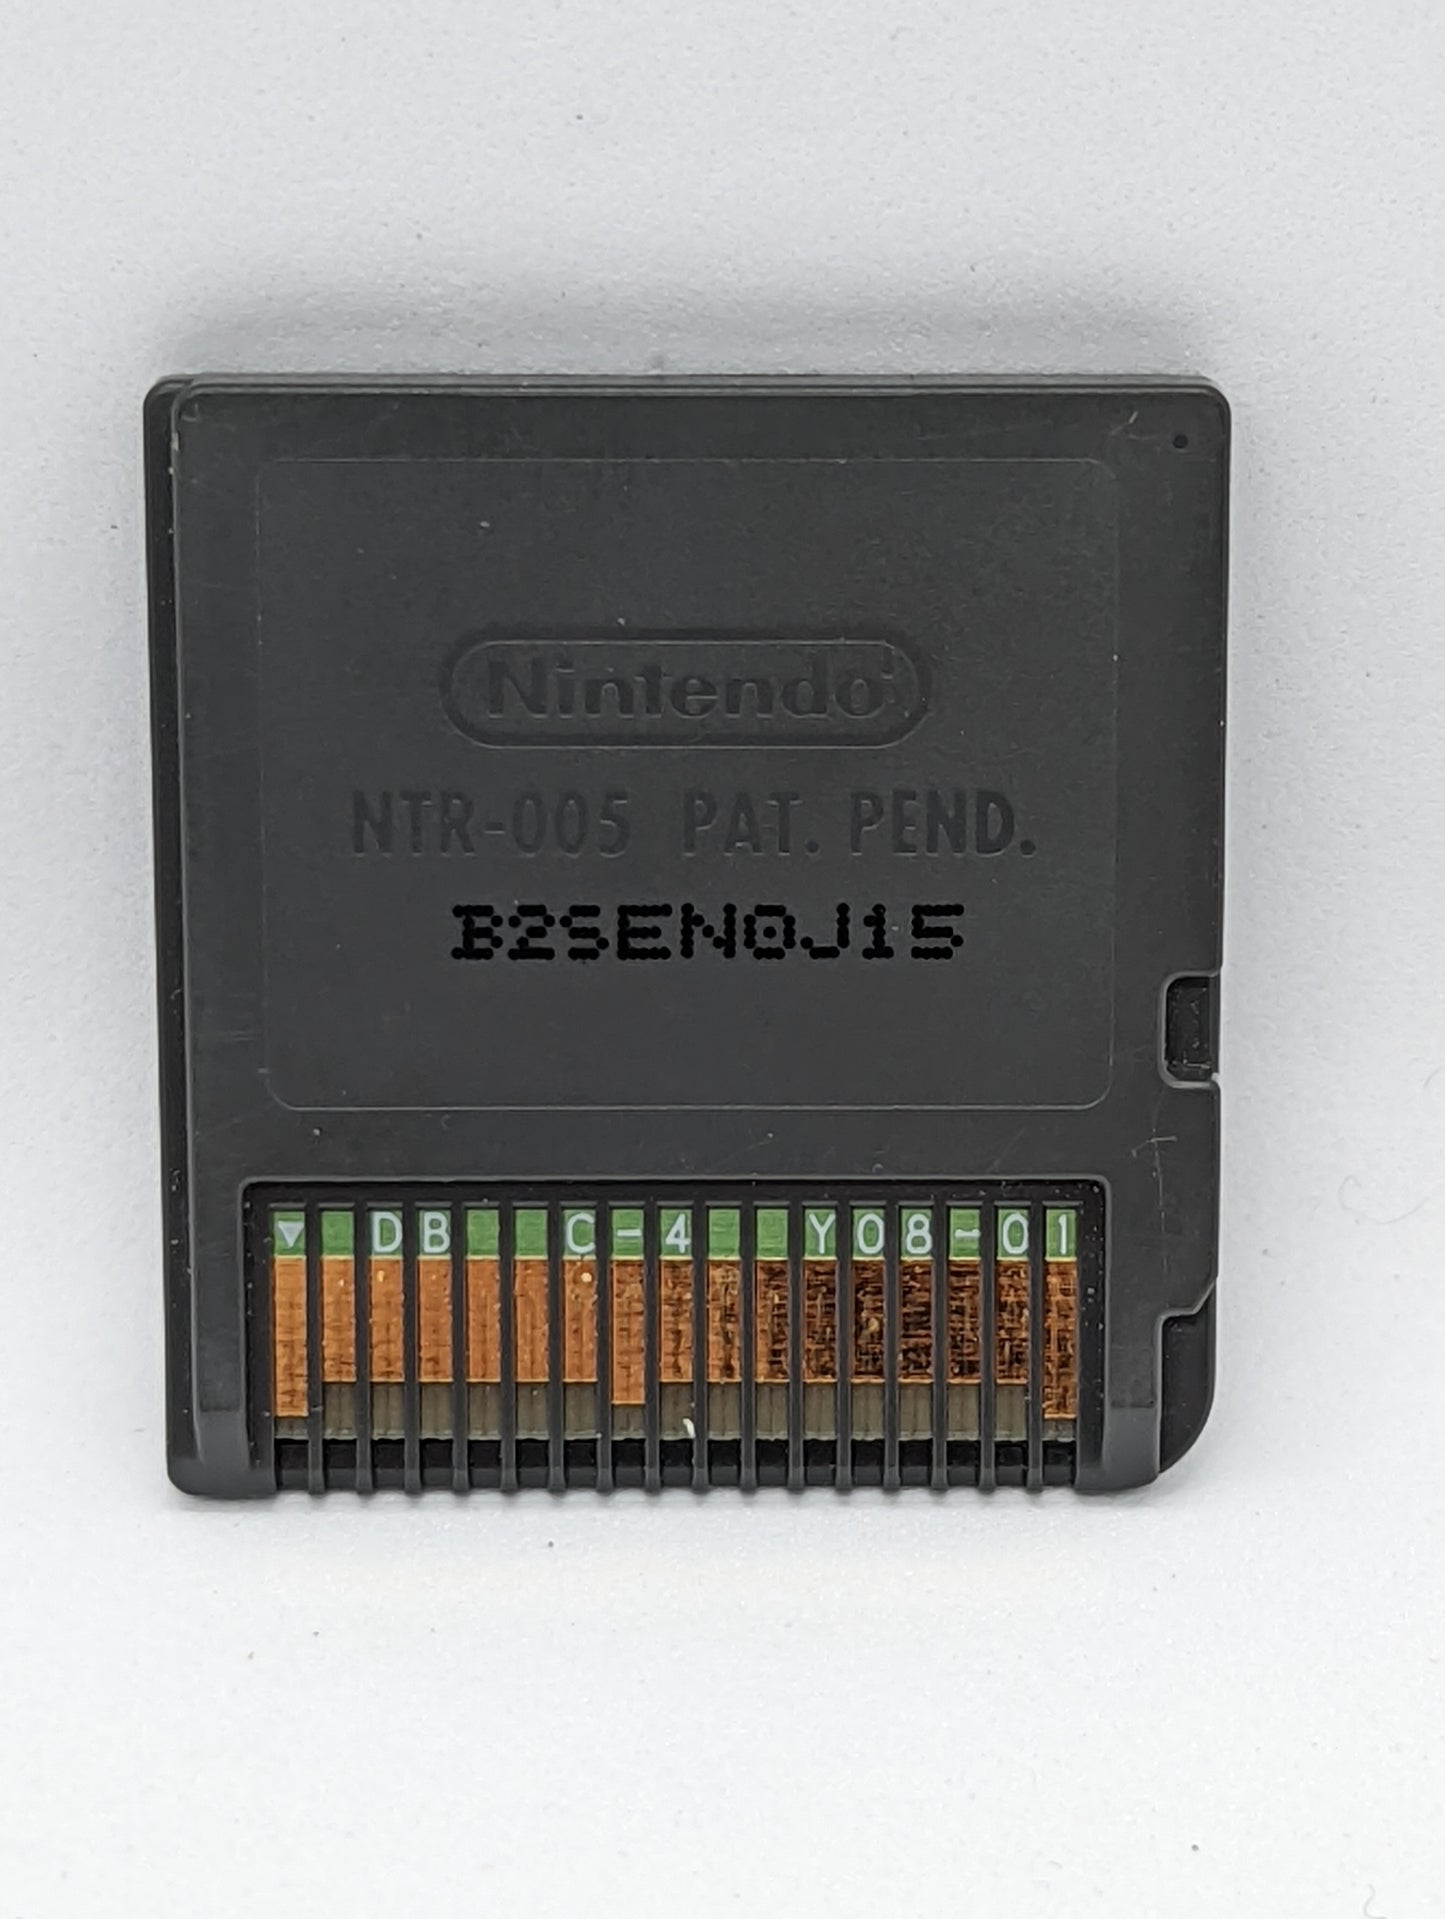 Nintendo
NTR-005 PAT. PEND.
B2SEN0J15
▼ DB C-4 Y08-01